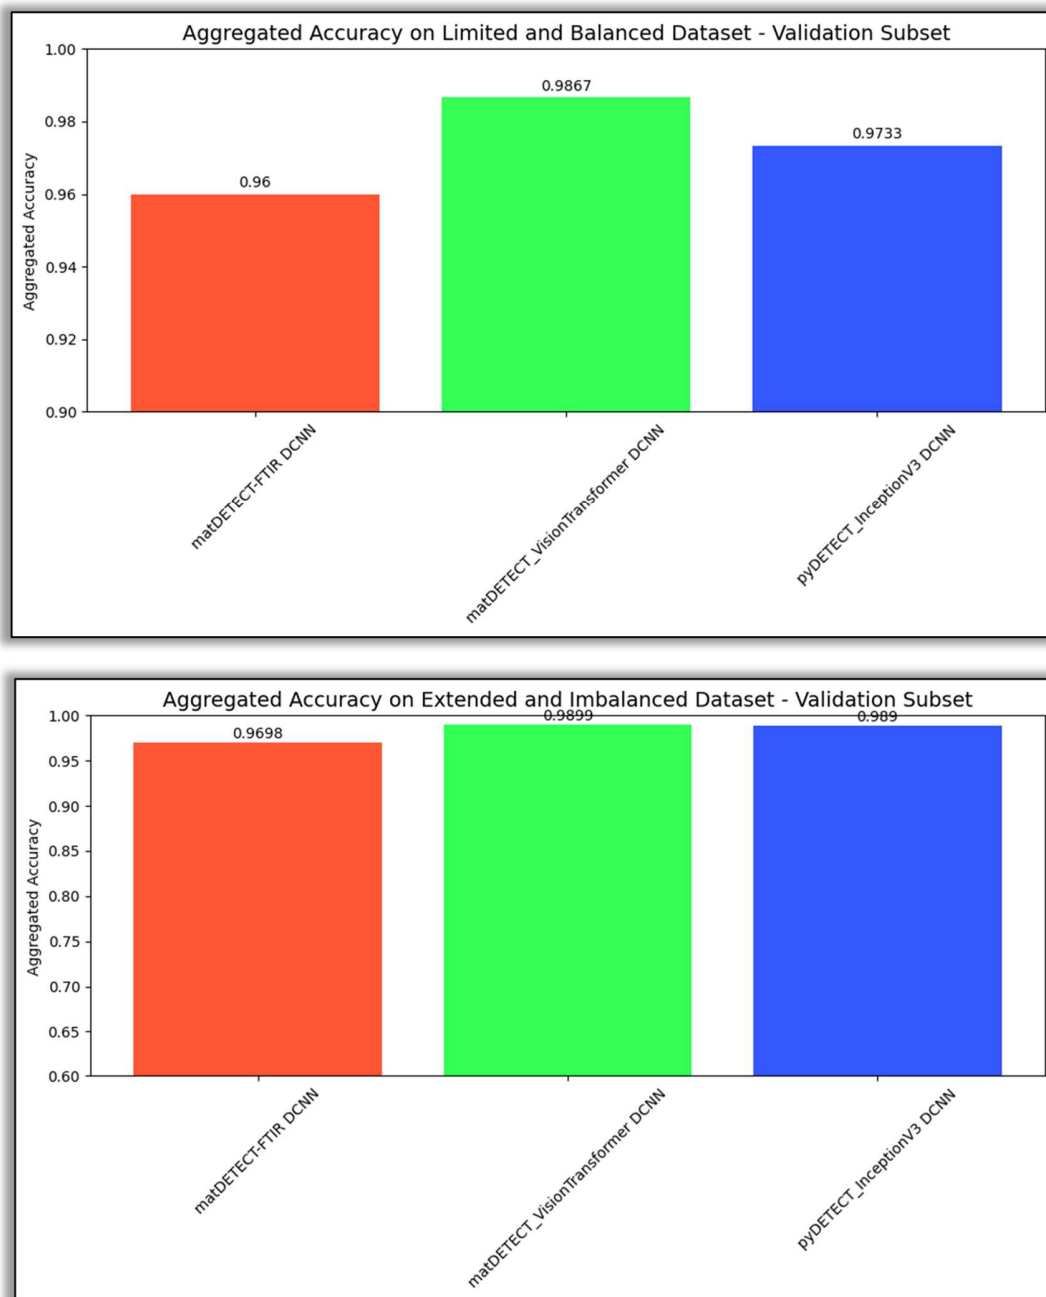 Aggregated Accuracy on Limited and Balanced Dataset - Validation Subset
1.00
0.98
0.96
0.94
0.92
0.90
Aggregated Accuracy
0.96
0.9867
0.9733
matDETECT-FTIR DCNN
matDETECT_VisionTransformer DCNN
pyDETECT_InceptionV3 DCNN
Aggregated Accuracy on Extended and Imbalanced Dataset - Validation Subset
1.00
0.95
0.90
0.85
0.80
0.75
0.70
0.65
0.60
Aggregated Accuracy
0.9698
0.9899
0.989
matDETECT-FTIR DCNN
matDETECT_VisionTransformer DCNN
pyDETECT_InceptionV3 DCNN